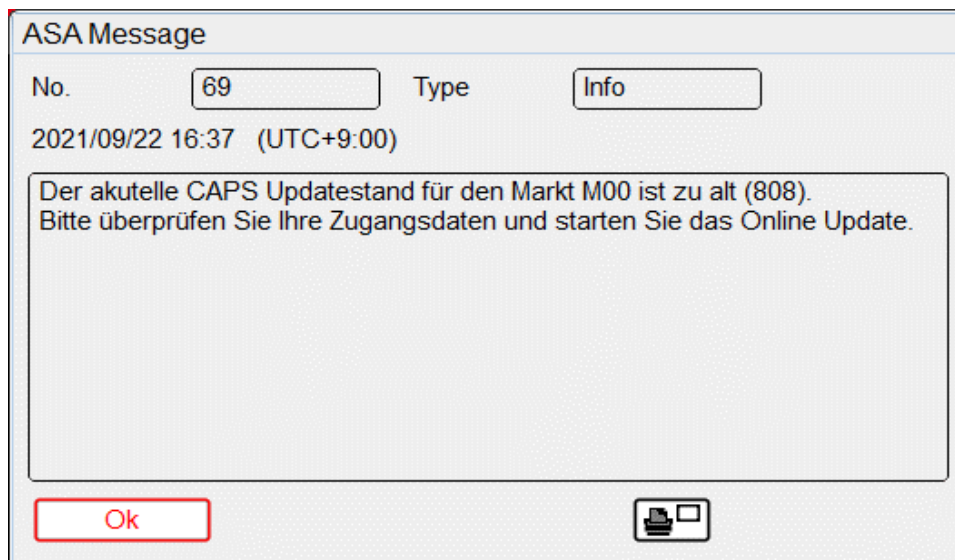 ASA Message
No. 69 Type Info
2021/09/22 16:37 (UTC+9:00)
Der akutelle CAPS Updatestand für den Markt M00 ist zu alt (808).
Bitte überprüfen Sie Ihre Zugangsdaten und starten Sie das Online Update.
Ok